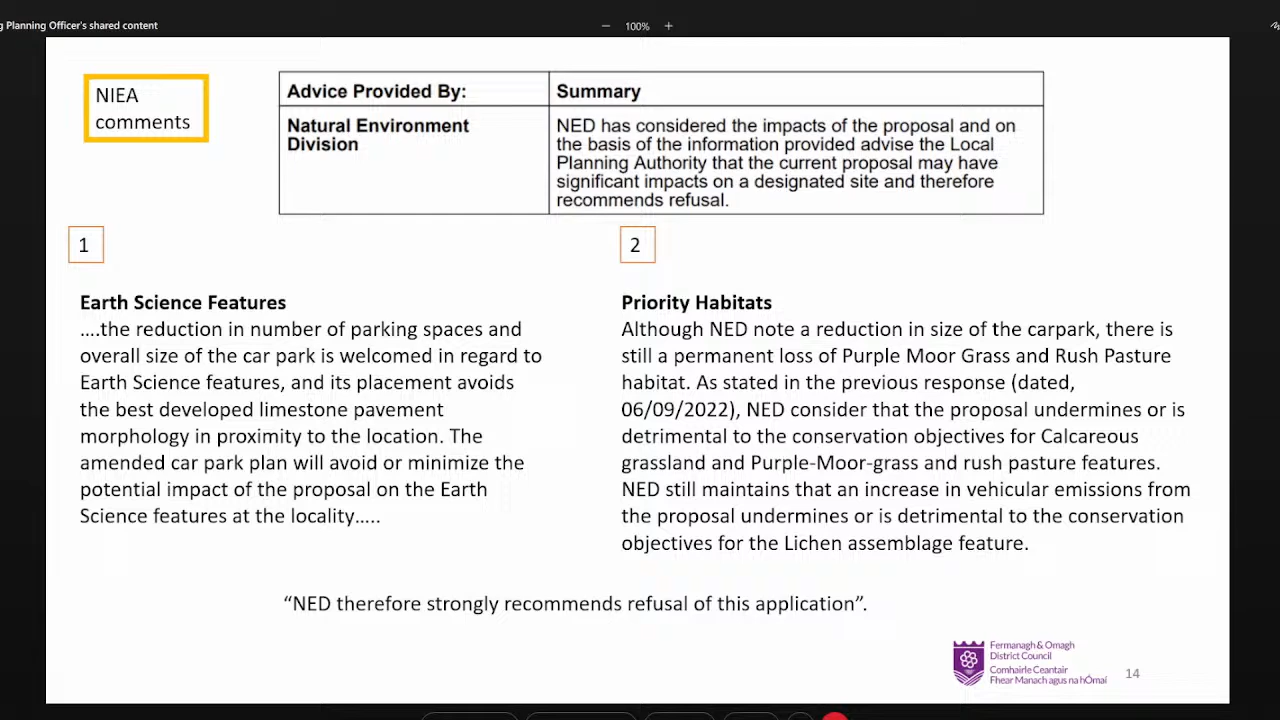 g Planning Officer's shared content
100%
NIEA
comments
Advice Provided By:
Summary
Natural Environment
Division
NED has considered the impacts of the proposal and on
the basis of the information provided advise the Local
Planning Authority that the current proposal may have
significant impacts on a designated site and therefore
recommends refusal.
1
Earth Science Features
....the reduction in number of parking spaces and
overall size of the car park is welcomed in regard to
Earth Science features, and its placement avoids
the best developed limestone pavement
morphology in proximity to the location. The
amended car park plan will avoid or minimize the
potential impact of the proposal on the Earth
Science features at the locality.....
2
Priority Habitats
Although NED note a reduction in size of the carpark, there is
still a permanent loss of Purple Moor Grass and Rush Pasture
habitat. As stated in the previous response (dated,
06/09/2022), NED consider that the proposal undermines or is
detrimental to the conservation objectives for Calcareous
grassland and Purple-Moor-grass and rush pasture features.
NED still maintains that an increase in vehicular emissions from
the proposal undermines or is detrimental to the conservation
objectives for the Lichen assemblage feature.
“NED therefore strongly recommends refusal of this application”.
Fermanagh & Omagh
District Council
Comhairle Ceantair
Fhear Manach agus na hÓmaí
14